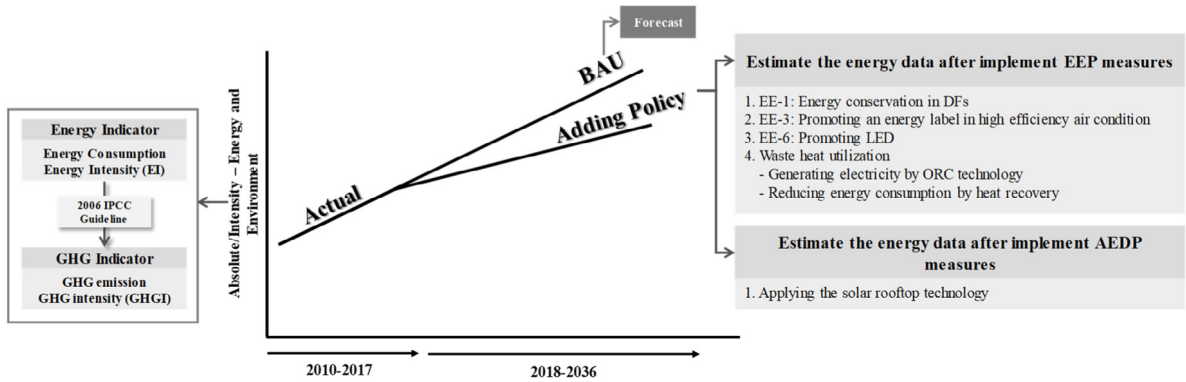 Forecast
BAU
Adding Policy
Actual
Absolute/Intensity – Energy and
Environment
2010-2017
2018-2036
Energy Indicator
Energy Consumption
Energy Intensity (EI)
2006 IPCC
Guideline
GHG Indicator
GHG emission
GHG intensity (GHGI)
Estimate the energy data after implement EEP measures
1. EE-1: Energy conservation in DFs
2. EE-3: Promoting an energy label in high efficiency air condition
3. EE-6: Promoting LED
4. Waste heat utilization
- Generating electricity by ORC technology
- Reducing energy consumption by heat recovery
Estimate the energy data after implement AEDP
measures
1. Applying the solar rooftop technology